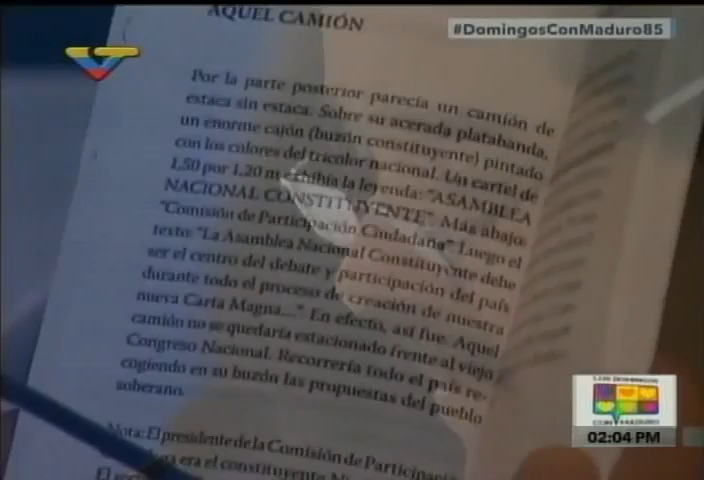 AQUEL CAMIÓN
#DomingosConMaduro85
Por la parte posterior parecía un camión de
estaca sin estaca. Sobre su acerada platabanda,
un enorme cajón (buzón constituyente) pintado
con los colores del tricolor nacional. Un cartel de
1,50 por 1,20 m exhibía la leyenda: "ASAMBLEA
NACIONAL CONSTITUYENTE". Más abajo:
"Comisión de Participación Ciudadana". Luego el
texto: "La Asamblea Nacional Constituyente debe
ser el centro del debate y participación del país
durante todo el proceso de creación de nuestra
nueva Carta Magna...". En efecto, así fue. Aquel
camión no se quedaría estacionado frente al viejo
Congreso Nacional. Recorrería todo el país re-
cogiendo en su buzón las propuestas del pueblo
soberano.
Nota: El presidente de la Comisión de Participación
era el constituyente
LOS DOMINGOS
CON MADURO
02:04 PM